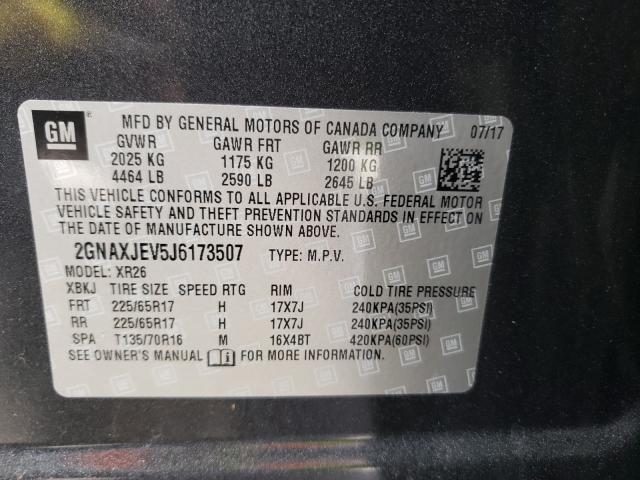 GM ® MFD BY GENERAL MOTORS OF CANADA COMPANY 07/17
GVWR GAWR FRT GAWR RR
2025 KG 1175 KG 1200 KG
4464 LB 2590 LB 2645 LB
THIS VEHICLE CONFORMS TO ALL APPLICABLE U.S. FEDERAL MOTOR
VEHICLE SAFETY AND THEFT PREVENTION STANDARDS IN EFFECT ON
THE DATE OF MANUFACTURE SHOWN ABOVE.
2GNAXJEV5J6173507 TYPE: M.P.V.
MODEL: XR26
XBKJ TIRE SIZE SPEED RTG RIM COLD TIRE PRESSURE
FRT 225/65R17 H 17X7J 240KPA(35PSI)
RR 225/65R17 H 17X7J 240KPA(35PSI)
SPA T135/70R16 M 16X4BT 420KPA(60PSI)
SEE OWNER'S MANUAL FOR MORE INFORMATION.